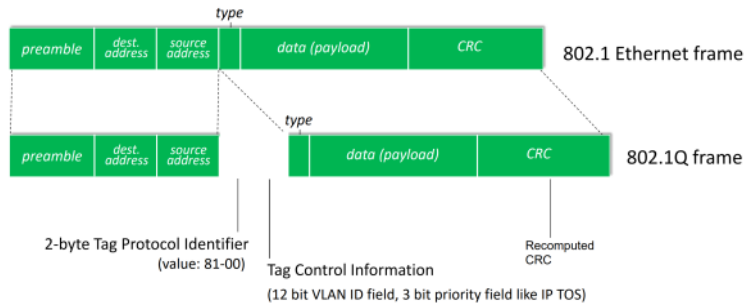 type
preamble
dest.
address
source
address
data (payload)
CRC
802.1 Ethernet frame
type
preamble
dest.
address
source
address
data (payload)
CRC
802.1Q frame
2-byte Tag Protocol Identifier
(value: 81-00)
Tag Control Information
(12 bit VLAN ID field, 3 bit priority field like IP TOS)
Recomputed
CRC